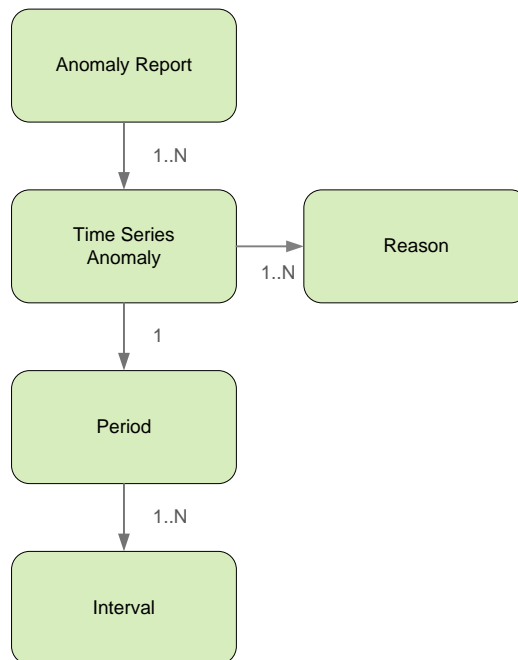 Anomaly Report
1..N
Time Series
Anomaly
Reason
1..N
1
Period
1..N
Interval